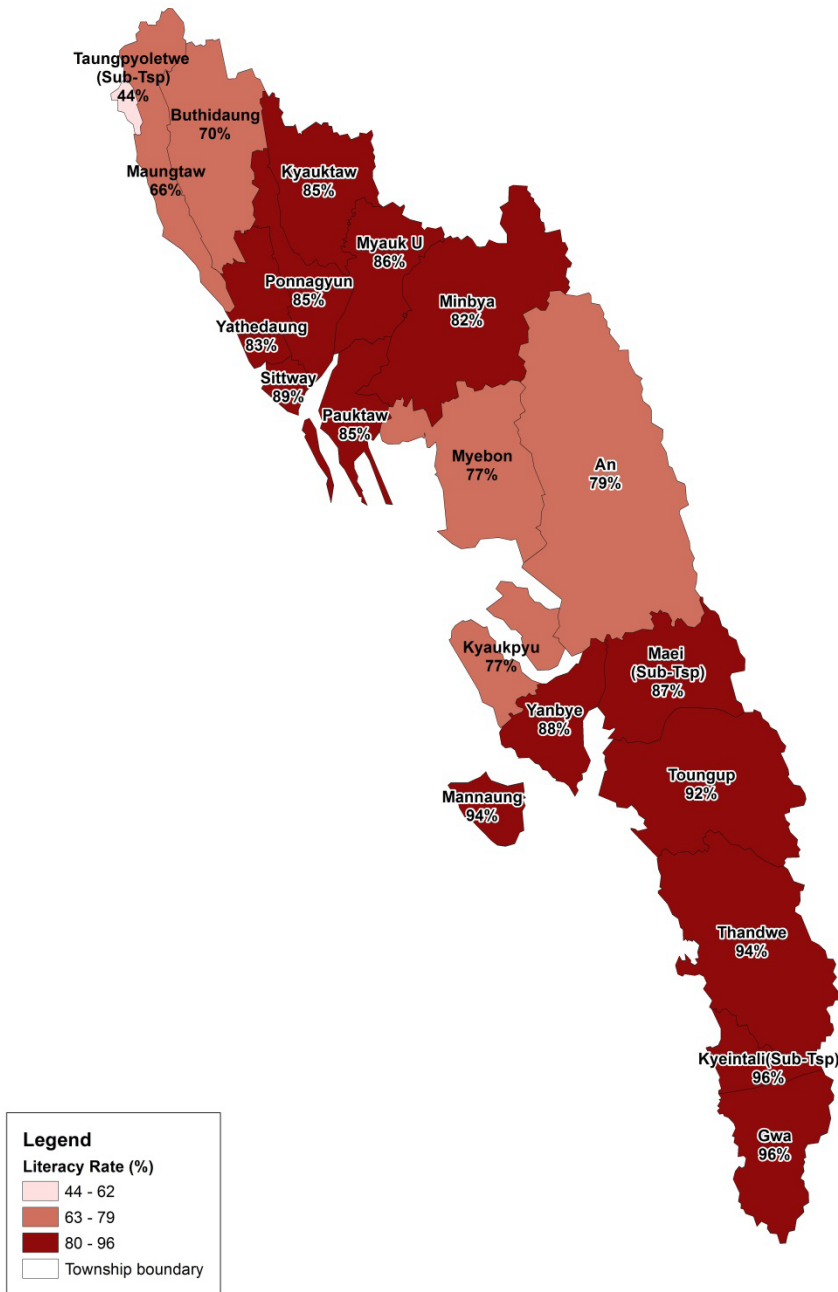 Taungpyoletwe
(Sub-Tsp)
44%
Buthidaung
70%
Maungtaw
66%
Kyauktaw
85%
Myauk U
86%
Ponnagyun
85%
Minbya
82%
Yathedaung
83%
Sittway
89%
Pauktaw
85%
Myebon
77%
An
79%
Kyaukpyu
77%
Maei
(Sub-Tsp)
87%
Yanbye
88%
Toungup
92%
Mannaung
94%
Thandwe
94%
Kyeintali(Sub-Tsp)
96%
Gwa
96%
Legend
Literacy Rate (%)
44 - 62
63 - 79
80 - 96
Township boundary